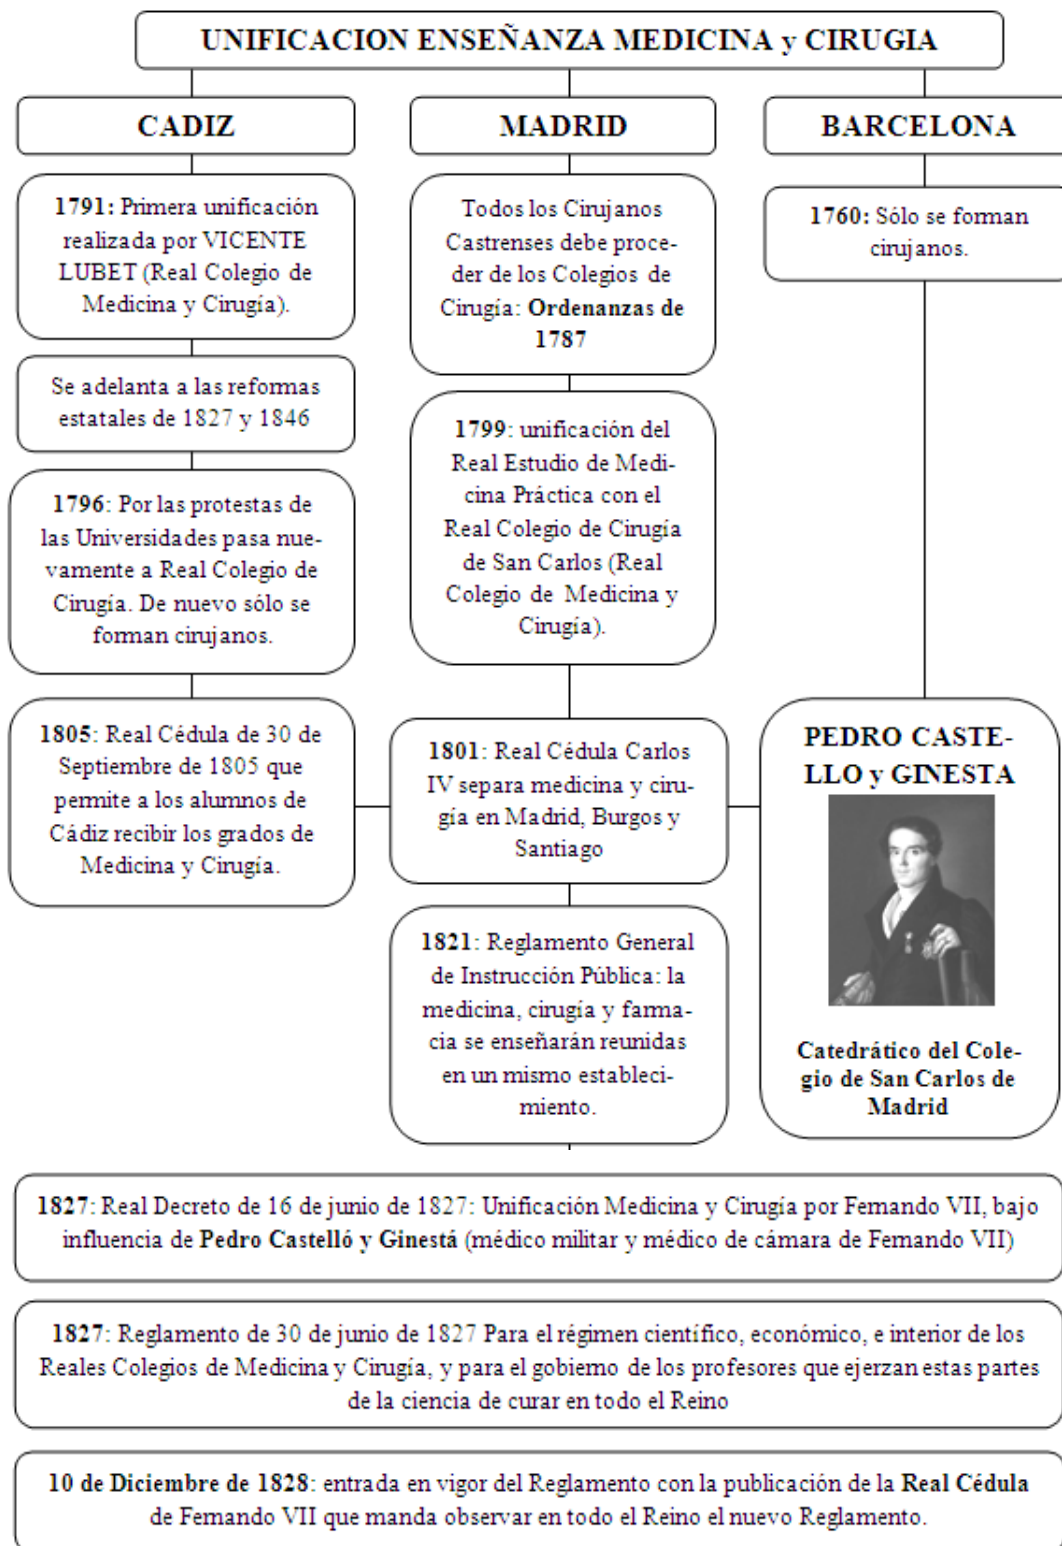 UNIFICACION ENSEÑANZA MEDICINA y CIRUGIA
CADIZ
1791: Primera unificación
realizada por VICENTE
LUBET (Real Colegio de
Medicina y Cirugía).
Se adelanta a las reformas
estatales de 1827 y 1846
1796: Por las protestas de
las Universidades pasa nue-
vamente a Real Colegio de
Cirugía. De nuevo sólo se
forman cirujanos.
1805: Real Cédula de 30 de
Septiembre de 1805 que
permite a los alumnos de
Cádiz recibir los grados de
Medicina y Cirugía.
MADRID
Todos los Cirujanos
Castrenses debe proce-
der de los Colegios de
Cirugía: Ordenanzas de
1787
1799: unificación del
Real Estudio de Medi-
cina Práctica con el
Real Colegio de Cirugía
de San Carlos (Real
Colegio de Medicina y
Cirugía).
1801: Real Cédula Carlos
IV separa medicina y ciru-
gía en Madrid, Burgos y
Santiago
1821: Reglamento General
de Instrucción Pública: la
medicina, cirugía y farma-
cia se enseñarán reunidas
en un mismo estableci-
miento.
BARCELONA
1760: Sólo se forman
cirujanos.
PEDRO CASTE-
LLO y GINESTA
Catedrático del Cole-
gio de San Carlos de
Madrid
1827: Real Decreto de 16 de junio de 1827: Unificación Medicina y Cirugía por Fernando VII, bajo
influencia de Pedro Castelló y Ginestá (médico militar y médico de cámara de Fernando VII)
1827: Reglamento de 30 de junio de 1827 Para el régimen científico, económico, e interior de los
Reales Colegios de Medicina y Cirugía, y para el gobierno de los profesores que ejerzan estas partes
de la ciencia de curar en todo el Reino
10 de Diciembre de 1828: entrada en vigor del Reglamento con la publicación de la Real Cédula
de Fernando VII que manda observar en todo el Reino el nuevo Reglamento.